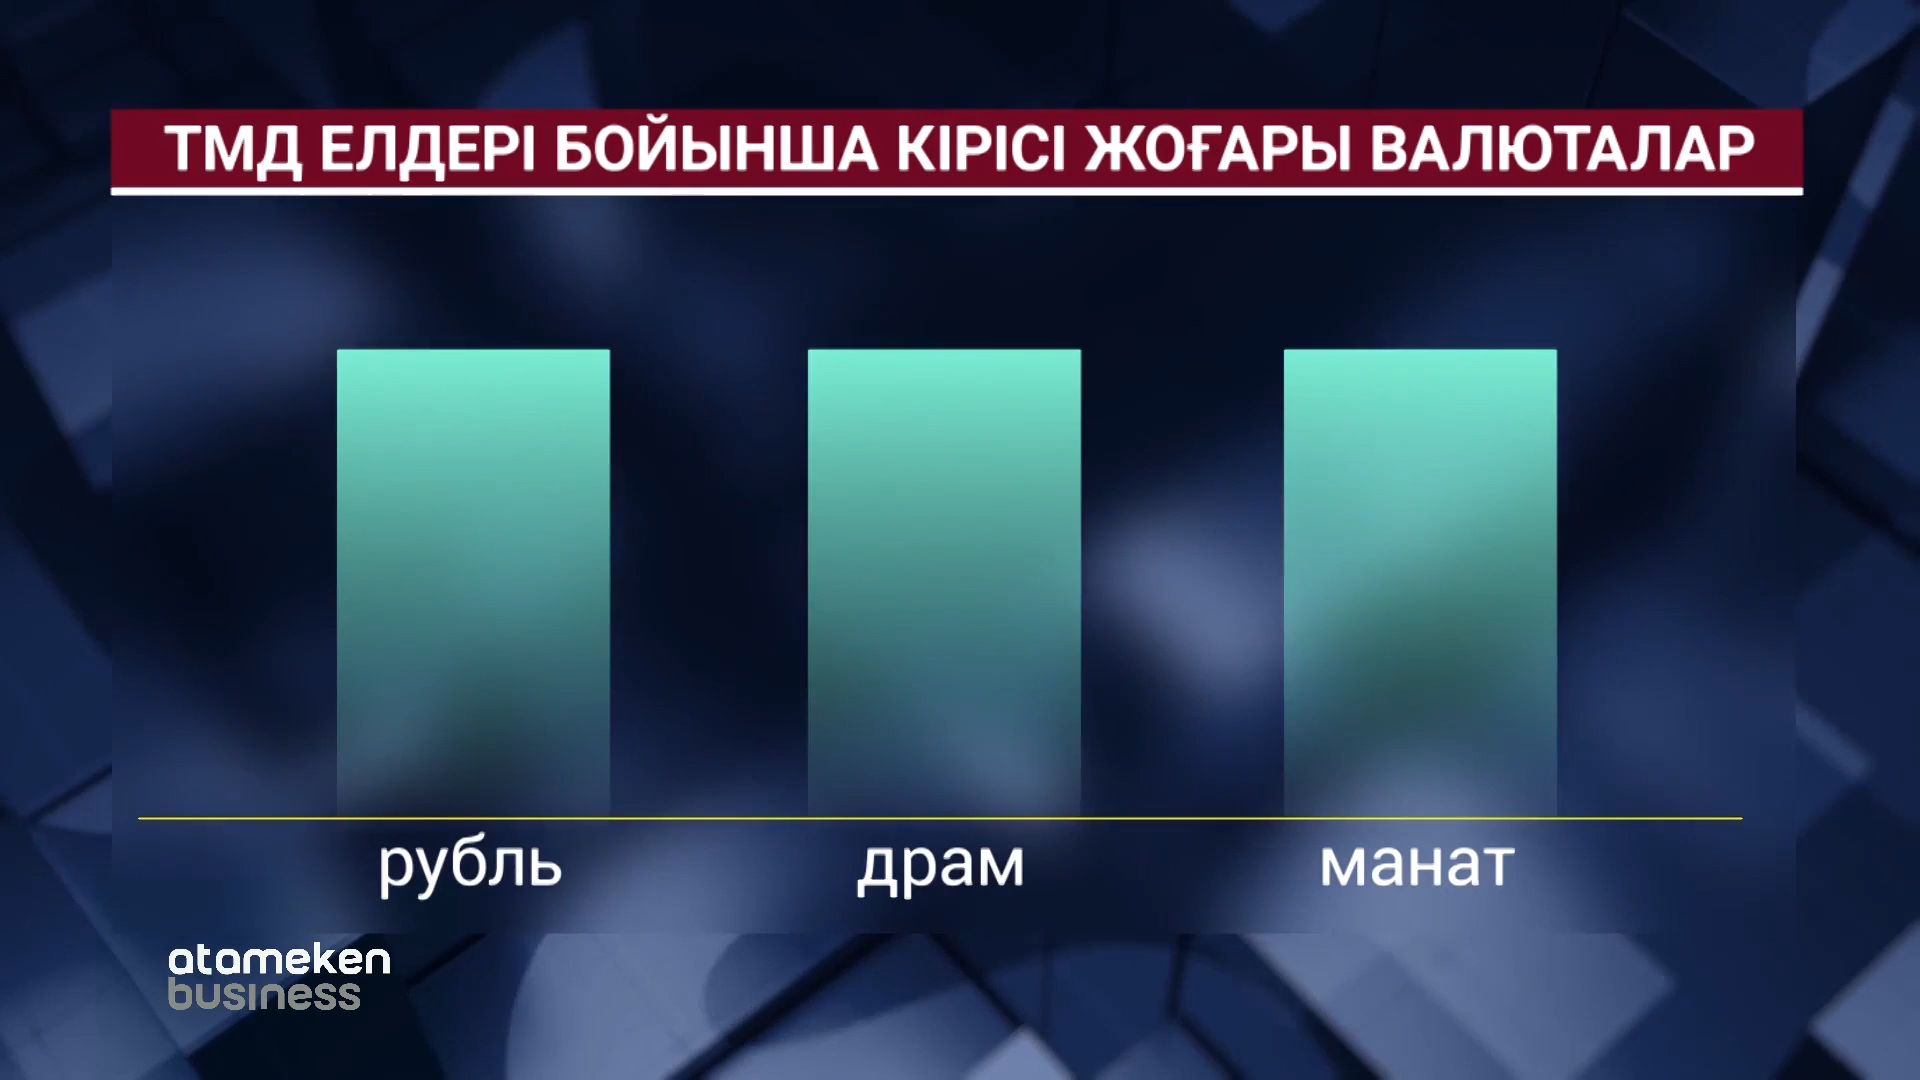 ТМД ЕЛДЕРІ БОЙЫНША КІРІСІ ЖОҒАРЫ ВАЛЮТАЛАР
рубль драм манат
atameken
business